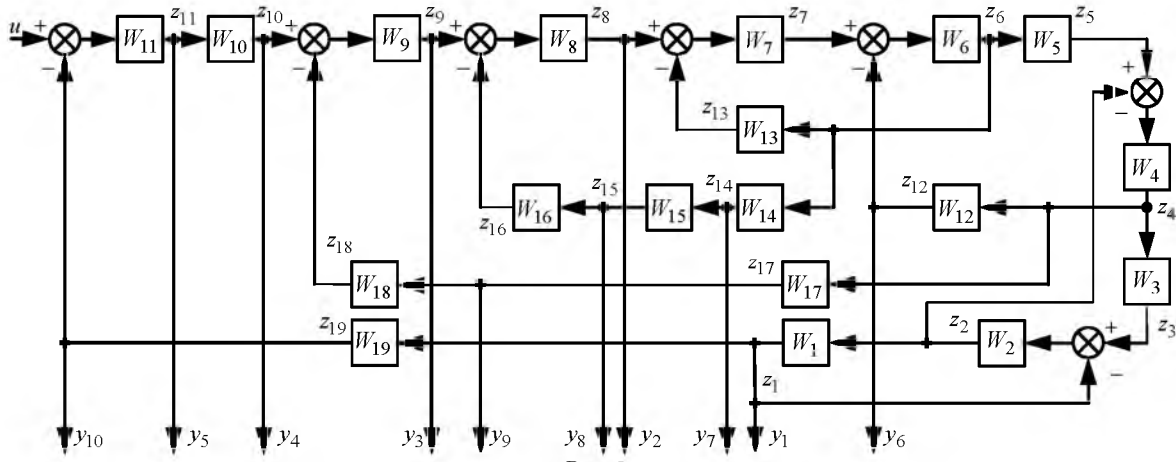 z₁₁ z₁₀ z₉ z₈ z₇ z₆ z₅
u + W₁₁ W₁₀ + W₉ + W₈ + W₇ + W₆ W₅ +
− − − − − −
z₁₃ W₁₃
W₄
z₁₆ W₁₆ z₁₅ W₁₅ z₁₄ W₁₄ z₁₂ W₁₂ z₄
z₁₈ W₁₈ z₁₇ W₁₇ W₃
z₁₉ W₁₉ W₁ z₂ W₂ + z₃
z₁ −
y₁₀ y₅ y₄ y₃ y₉ y₈ y₂ y₇ y₁ y₆